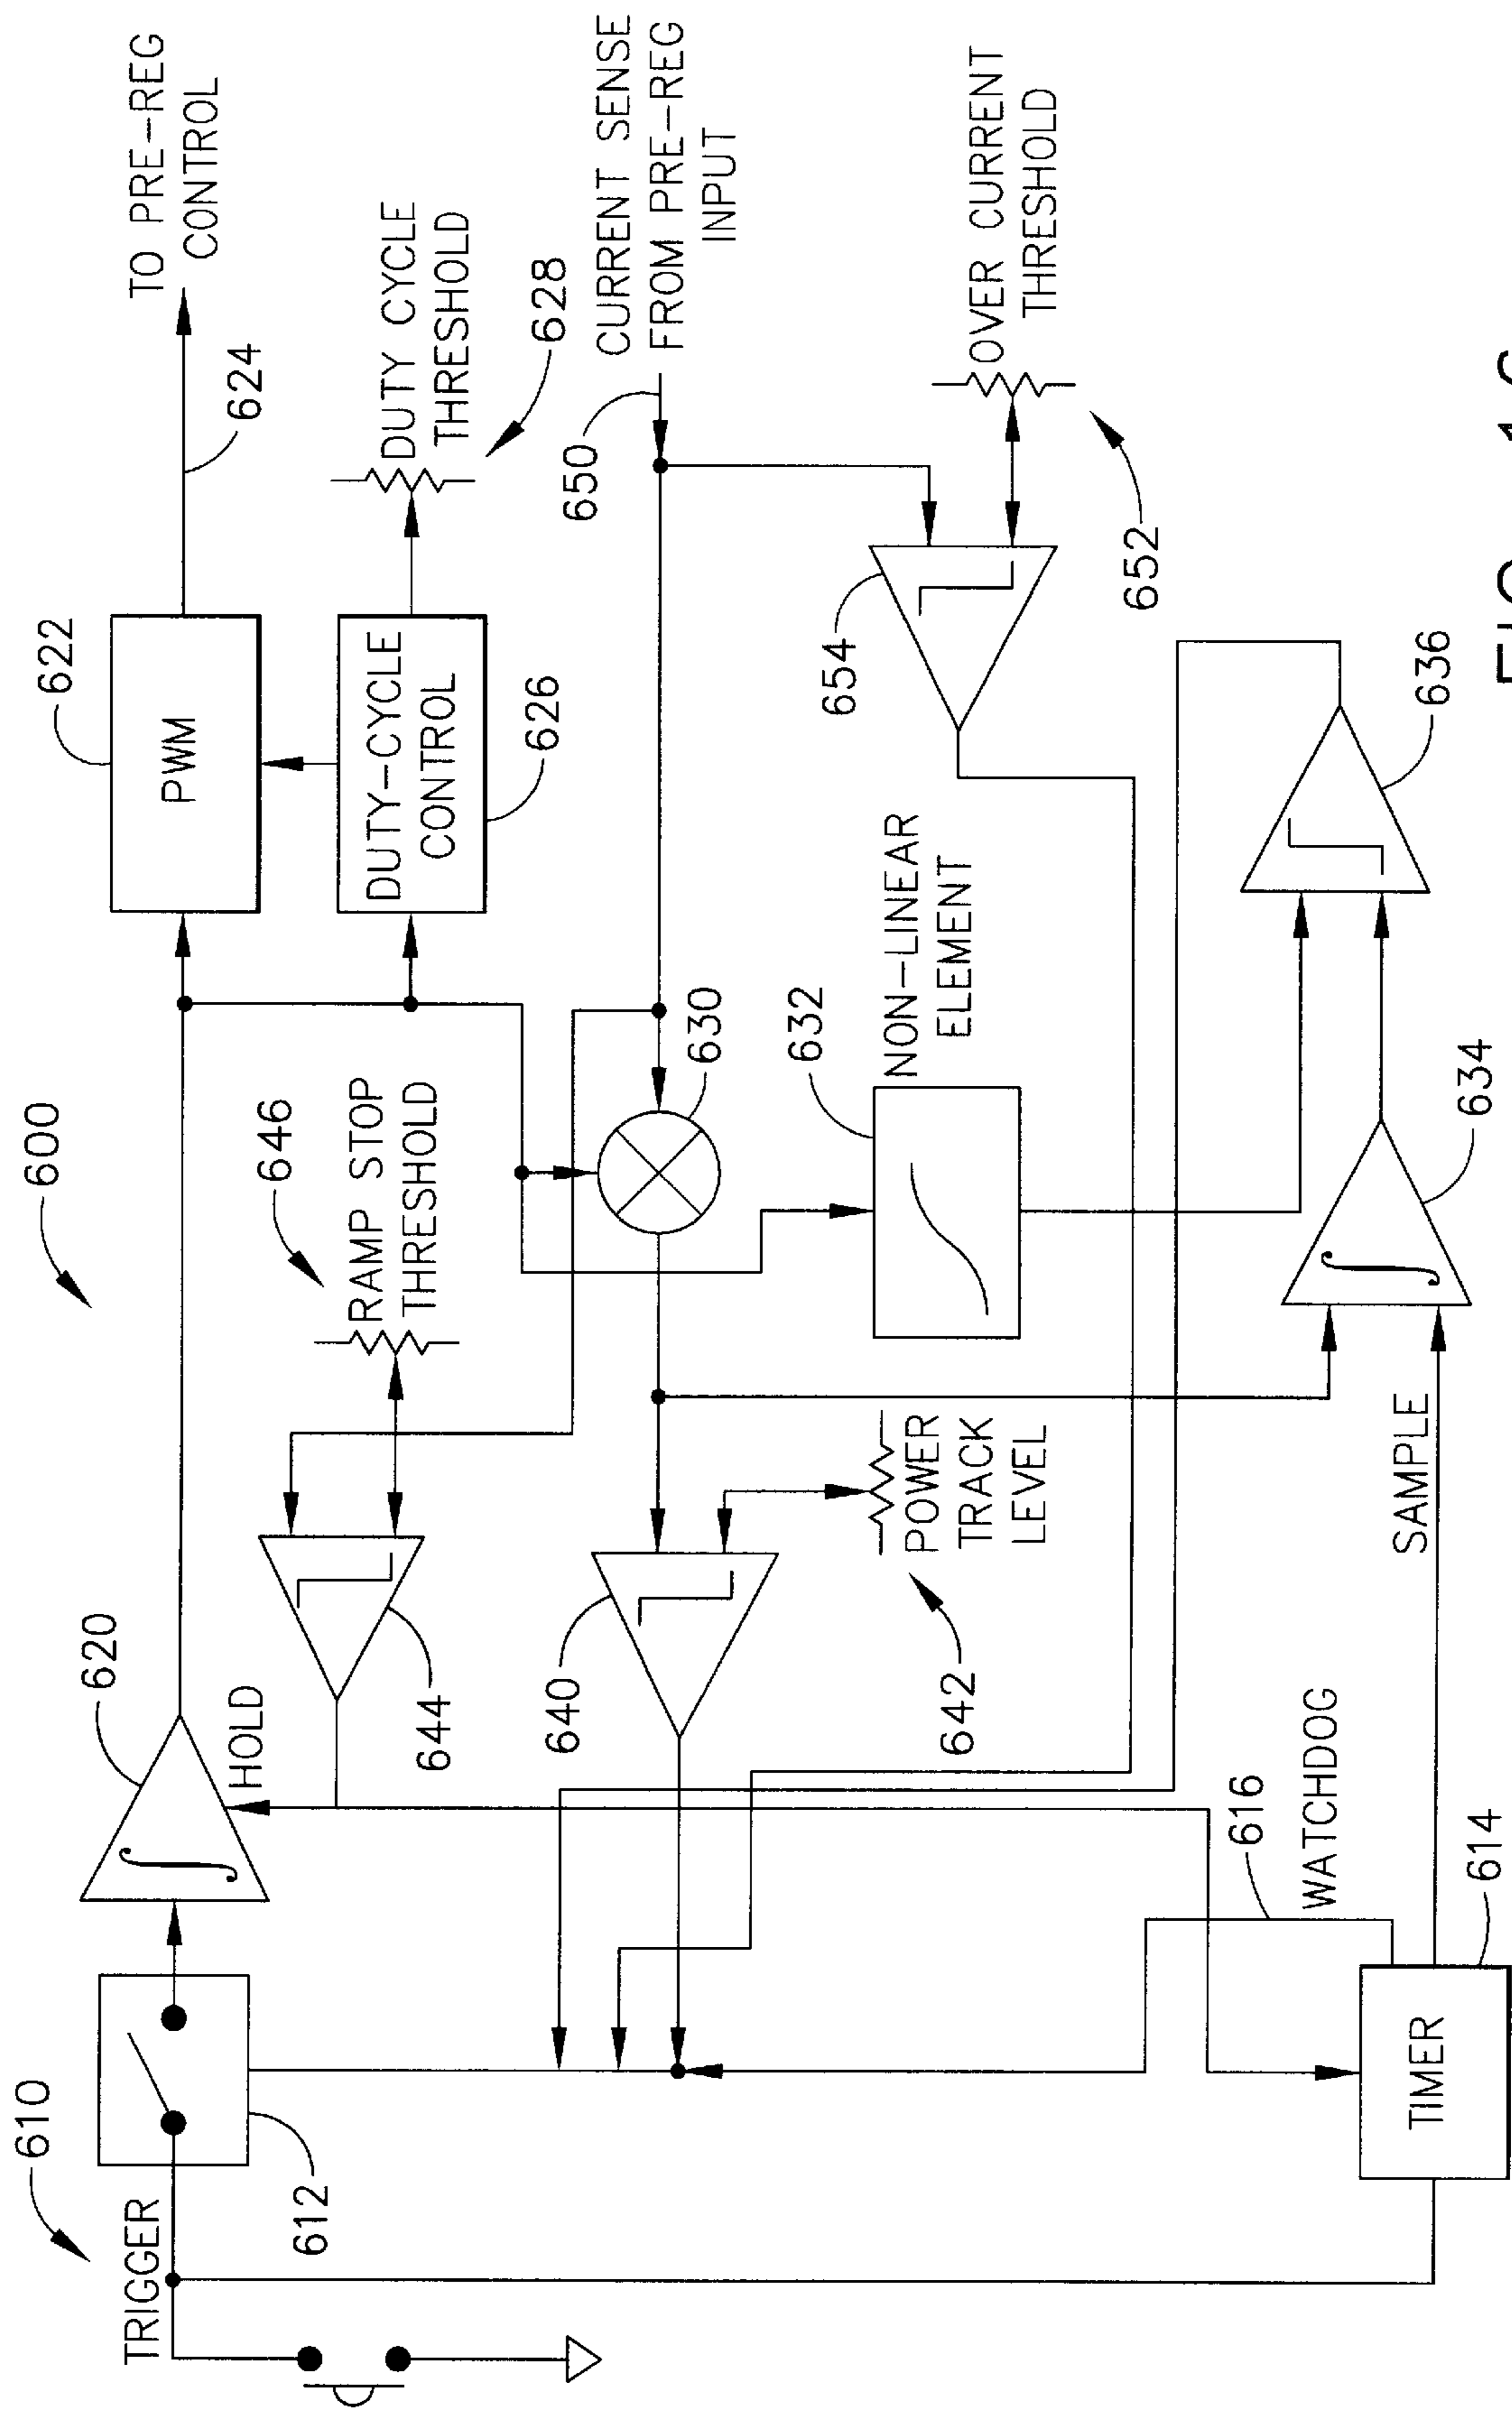 600
610
TRIGGER
612
620
HOLD
646
RAMP STOP
THRESHOLD
644
622
PWM
624
TO PRE-REG
CONTROL
DUTY-CYCLE
CONTROL
626
DUTY CYCLE
THRESHOLD
628
640
630
650
CURRENT SENSE
FROM PRE-REG
INPUT
642
POWER
TRACK
LEVEL
632
NON-LINEAR
ELEMENT
654
OVER CURRENT
THRESHOLD
652
616
WATCHDOG
SAMPLE
634
636
TIMER
614